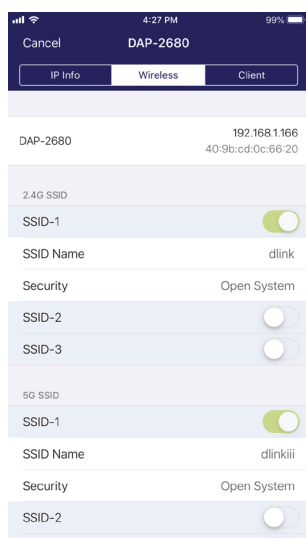 4:27 PM
99%
Cancel
DAP-2680
IP Info
Wireless
Client
DAP-2680
192.168.1.166
40:9b:cd:0c:66:20
2.4G SSID
SSID-1
SSID Name
dlink
Security
Open System
SSID-2
SSID-3
5G SSID
SSID-1
SSID Name
dlinkiii
Security
Open System
SSID-2